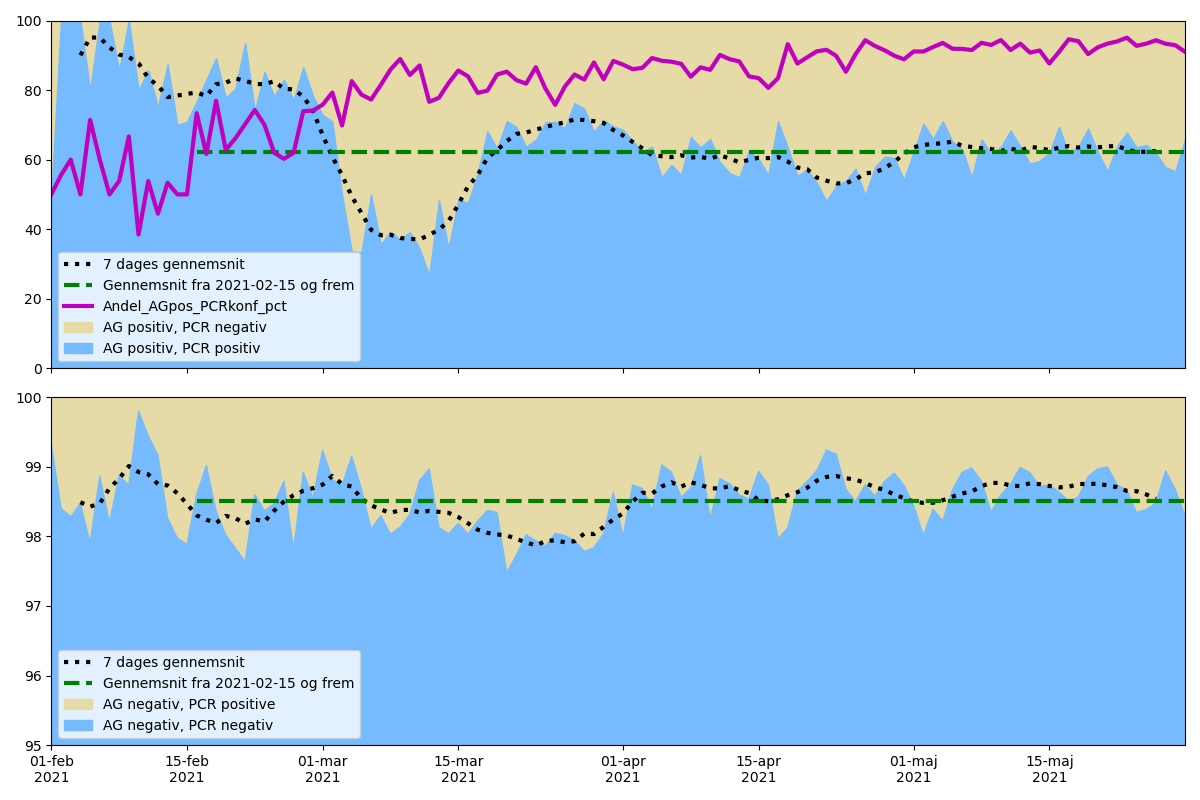 100
80
60
40
20
0
7 dages gennemsnit
Gennemsnit fra 2021-02-15 og frem
Andel_AGpos_PCRkonf_pct
AG positiv, PCR negativ
AG positiv, PCR positiv
100
99
98
97
96
95
7 dages gennemsnit
Gennemsnit fra 2021-02-15 og frem
AG negativ, PCR positive
AG negativ, PCR negativ
01-feb 15-feb 01-mar 15-mar 01-apr 15-apr 01-maj 15-maj
2021 2021 2021 2021 2021 2021 2021 2021